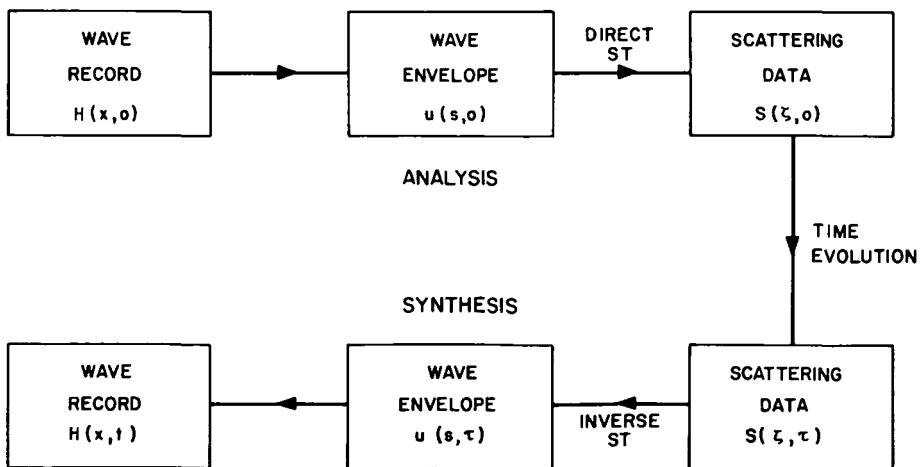 WAVE
RECORD
H(x,o)
WAVE
ENVELOPE
u(s,o)
DIRECT
ST
SCATTERING
DATA
S(ζ,o)
ANALYSIS
TIME
EVOLUTION
SYNTHESIS
WAVE
RECORD
H(x,t)
WAVE
ENVELOPE
u(s,τ)
INVERSE
ST
SCATTERING
DATA
S(ζ,τ)